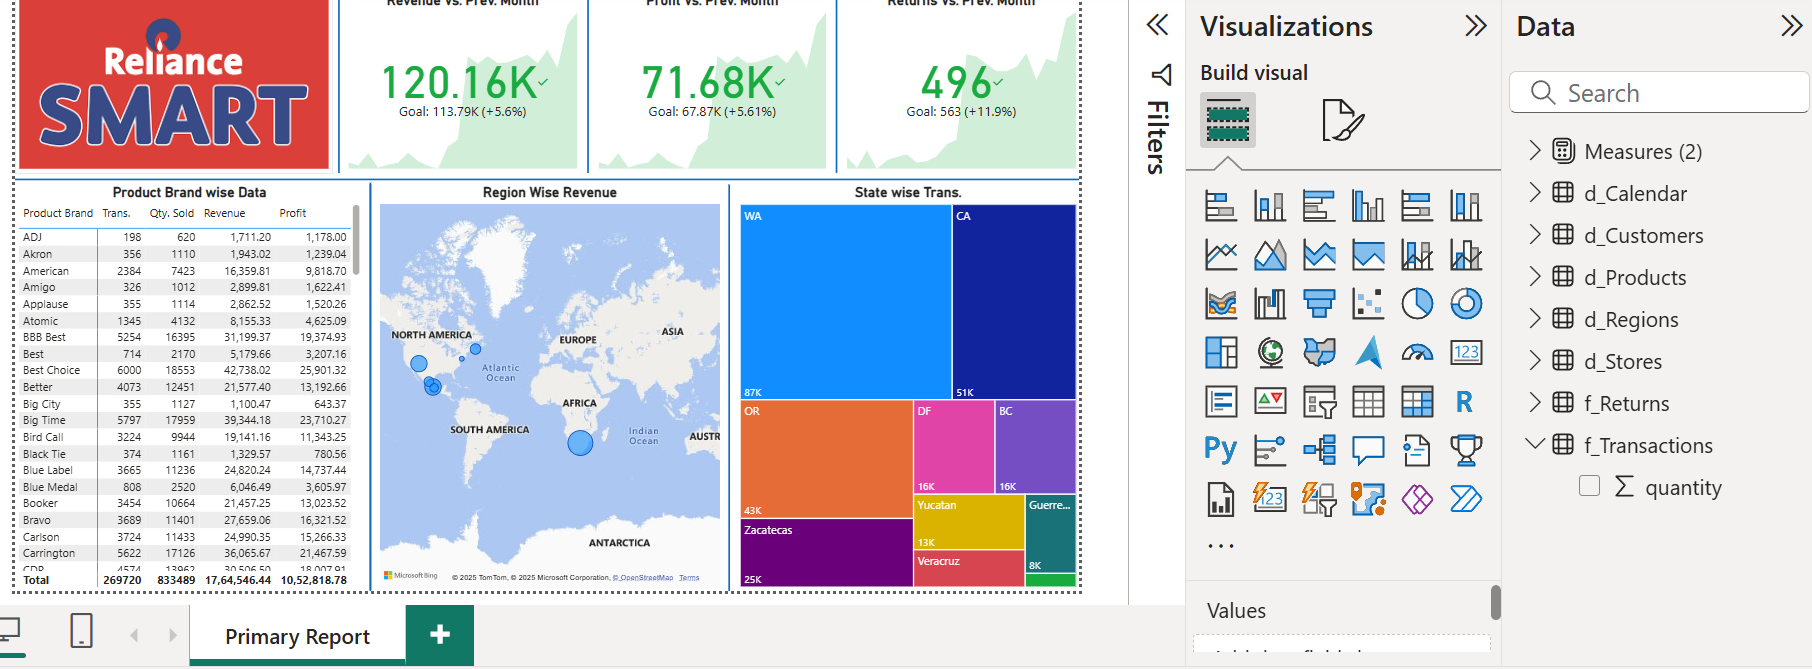 Revenue Vs. Prev. Month
Profit Vs. Prev. Month
Returns Vs. Prev. Month
Reliance
SMART
120.16K
Goal: 113.79K (+5.6%)
71.68K
Goal: 67.87K (+5.61%)
496
Goal: 563 (+11.9%)
Product Brand wise Data
Product Brand Trans. Qty. Sold Revenue Profit
ADJ 198 620 1,711.20 1,178.00
Akron 356 1110 1,943.02 1,239.04
American 2384 7423 16,359.81 9,818.70
Amigo 326 1012 2,899.81 1,622.41
Applause 355 1114 2,862.52 1,520.26
Atomic 1345 4132 8,155.33 4,625.09
BBB Best 5254 16395 31,199.37 19,374.93
Best 714 2170 5,179.66 3,207.16
Best Choice 6000 18553 42,738.02 25,901.32
Better 4073 12451 21,577.40 13,192.66
Big City 355 1127 1,100.47 643.37
Big Time 5797 17959 39,344.18 23,710.27
Bird Call 3224 9944 19,141.16 11,343.25
Black Tie 374 1161 1,329.57 780.56
Blue Label 3665 11236 24,820.24 14,737.44
Blue Medal 808 2520 6,046.49 3,605.97
Booker 3454 10664 21,457.25 13,023.52
Bravo 3689 11401 27,659.06 16,321.52
Carlson 3724 11433 24,990.35 15,266.33
Carrington 5622 17126 36,065.67 21,467.59
CDR 4574 13962 30,506.50 18,007.91
Total 269720 833489 17,64,546.44 10,52,818.78
Region Wise Revenue
NORTH AMERICA
EUROPE
ASIA
Atlantic
Ocean
AFRICA
SOUTH AMERICA
Indian
Ocean
AUSTR
ANTARCTICA
Microsoft Bing
© 2025 TomTom, © 2025 Microsoft Corporation, © OpenStreetMap Terms
State wise Trans.
WA
87K
CA
51K
OR
43K
DF
16K
BC
16K
Zacatecas
25K
Yucatan
13K
Guerre...
8K
Veracruz
Primary Report
+
Filters
Visualizations
Build visual
123
R
Py
123
...
Values
Data
Search
Measures (2)
d_Calendar
d_Customers
d_Products
d_Regions
d_Stores
f_Returns
f_Transactions
Σ quantity